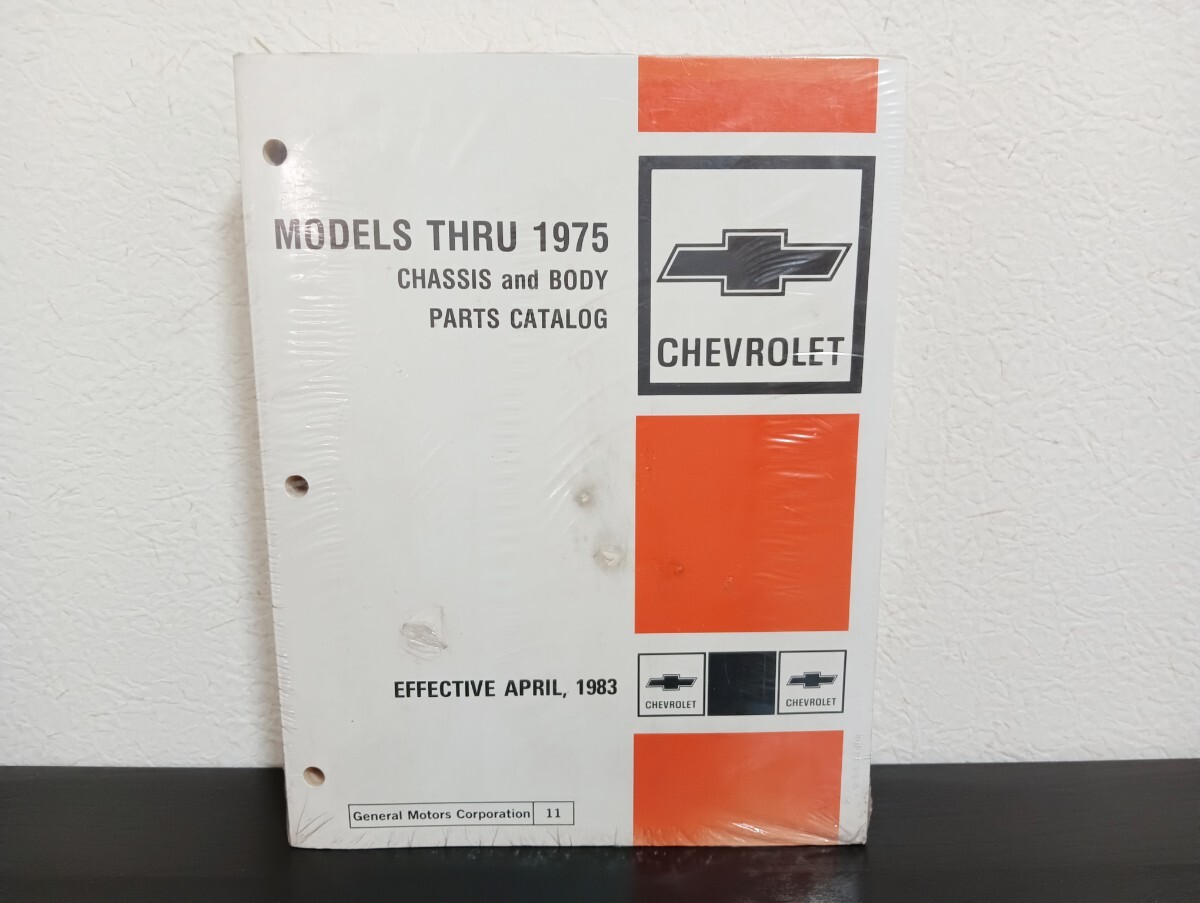 MODELS THRU 1975
CHASSIS and BODY
PARTS CATALOG
CHEVROLET
EFFECTIVE APRIL, 1983
CHEVROLET
CHEVROLET
General Motors Corporation 11